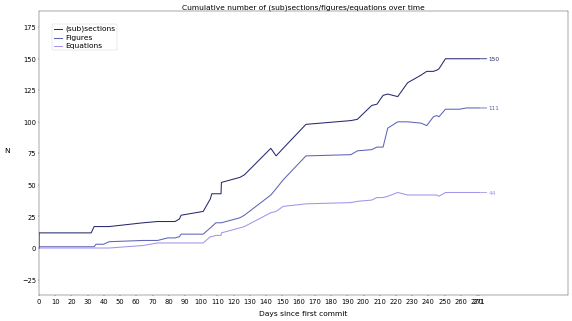 Cumulative number of (sub)sections/figures/equations over time
175
150
125
100
75
50
25
0
−25
N
(sub)sections
Figures
Equations
150
111
44
0 10 20 30 40 50 60 70 80 90 100 110 120 130 140 150 160 170 180 190 200 210 220 230 240 250 260 270
Days since first commit